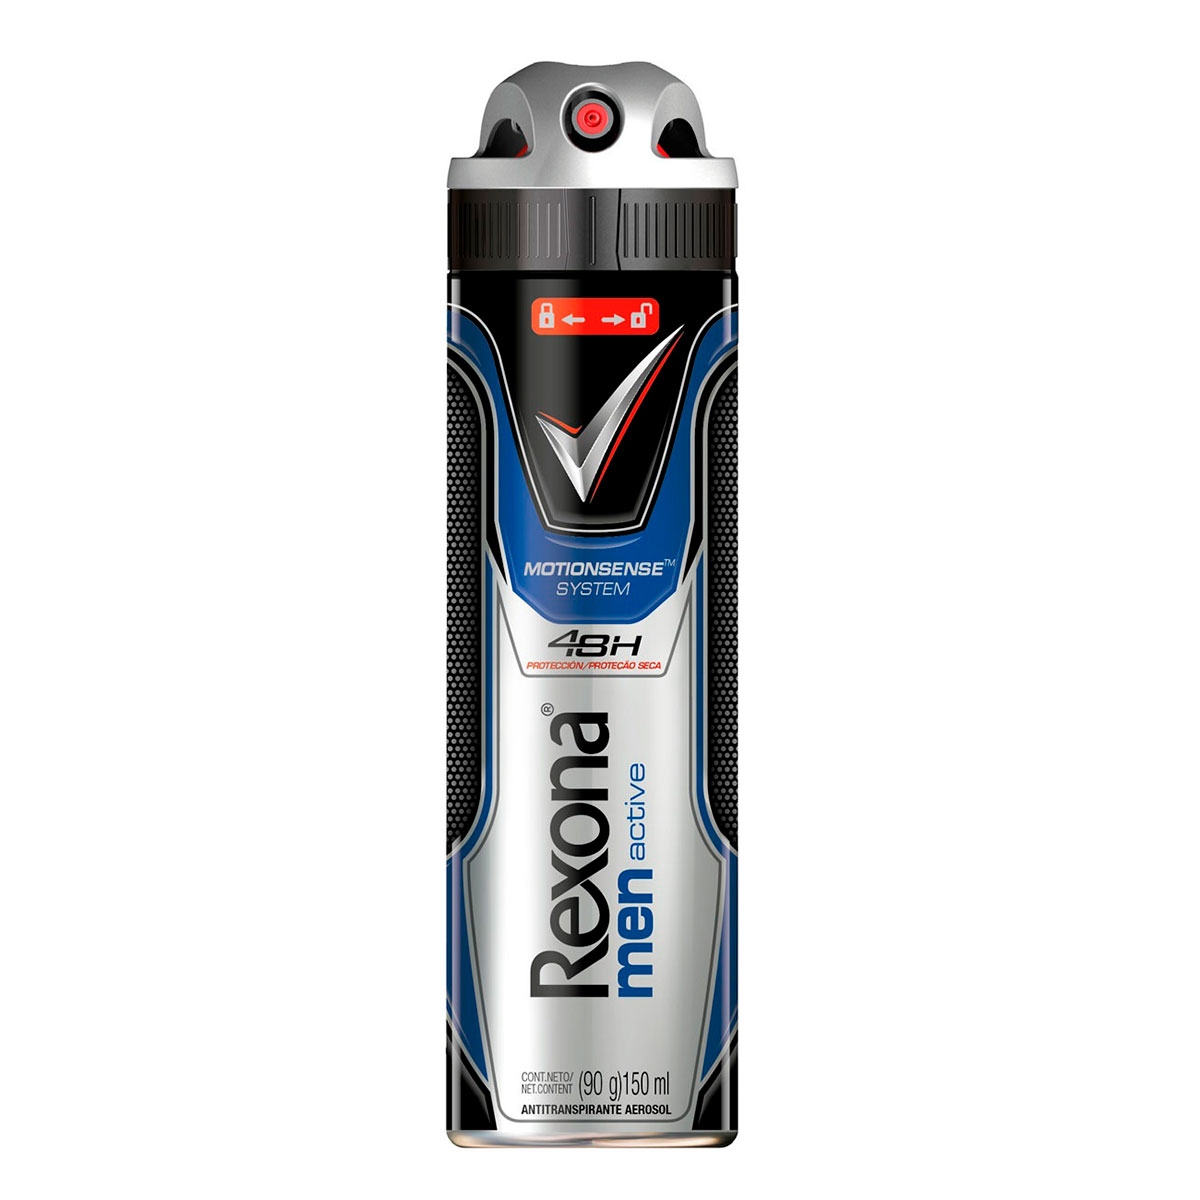 MOTIONSENSE™
SYSTEM
48H
PROTECCIÓN/PROTEÇÃO SECA
Rexona®
men active
CONT.NETO/
NET.CONTENT (90 g)150 ml
ANTITRANSPIRANTE AEROSOL